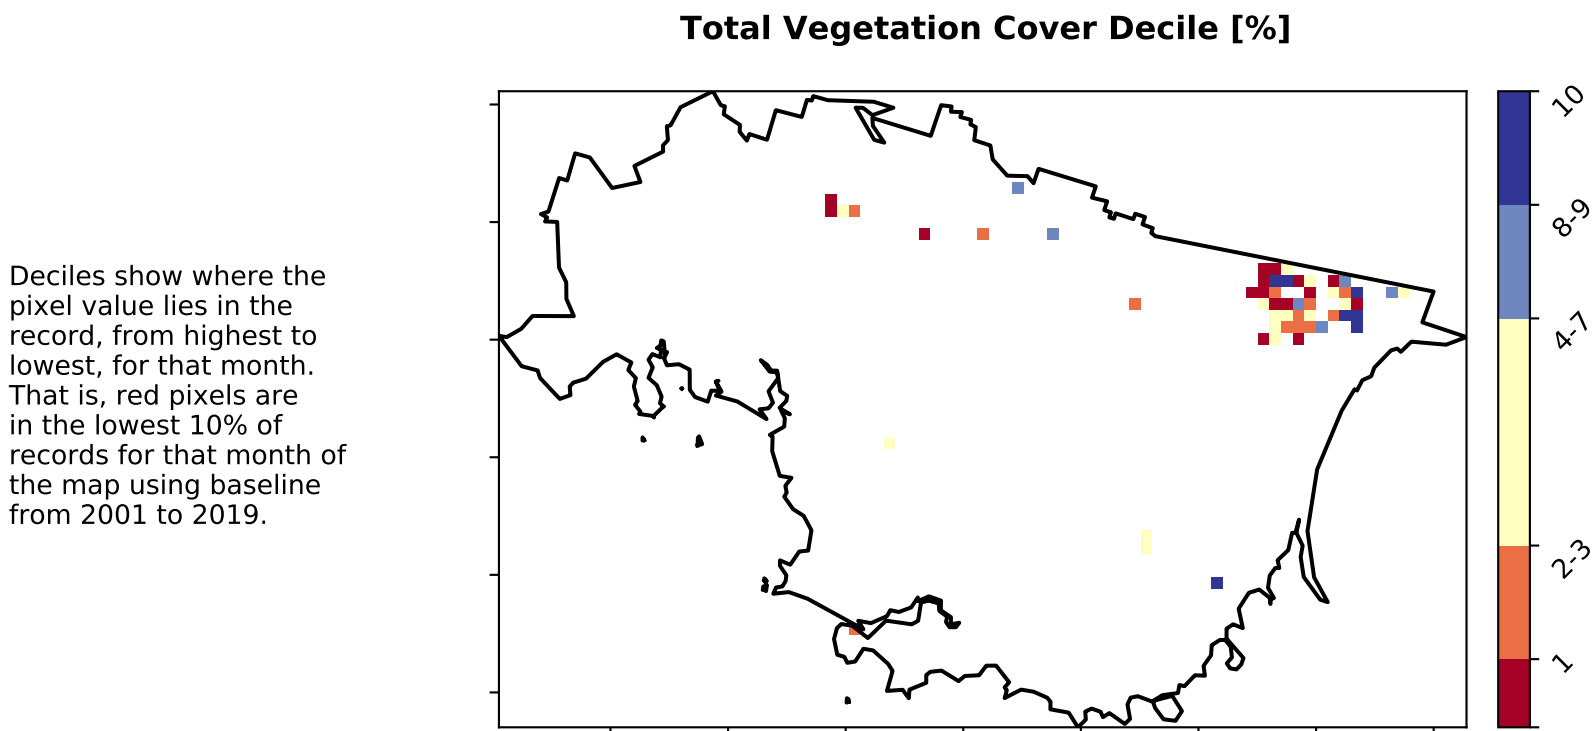 Total Vegetation Cover Decile [%]
Deciles show where the
pixel value lies in the
record, from highest to
lowest, for that month.
That is, red pixels are
in the lowest 10% of
records for that month of
the map using baseline
from 2001 to 2019.
10
8-9
4-7
2-3
1